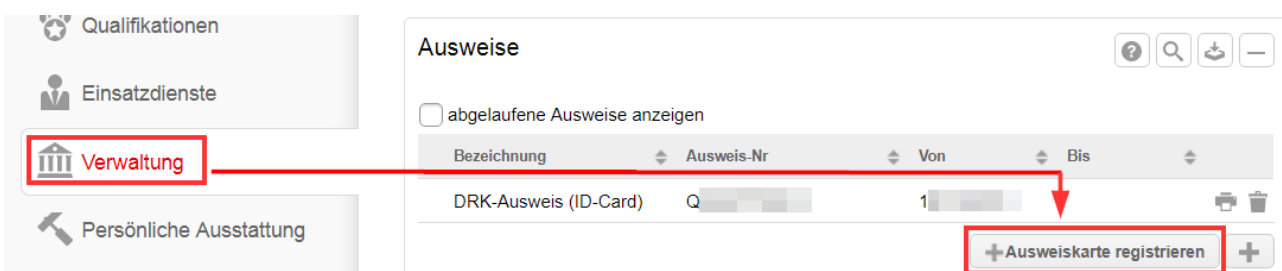 Qualifikationen
Einsatzdienste
Verwaltung
Persönliche Ausstattung
Ausweise
abgelaufene Ausweise anzeigen
Bezeichnung Ausweis-Nr Von Bis
DRK-Ausweis (ID-Card) Q 1
+Ausweiskarte registrieren +